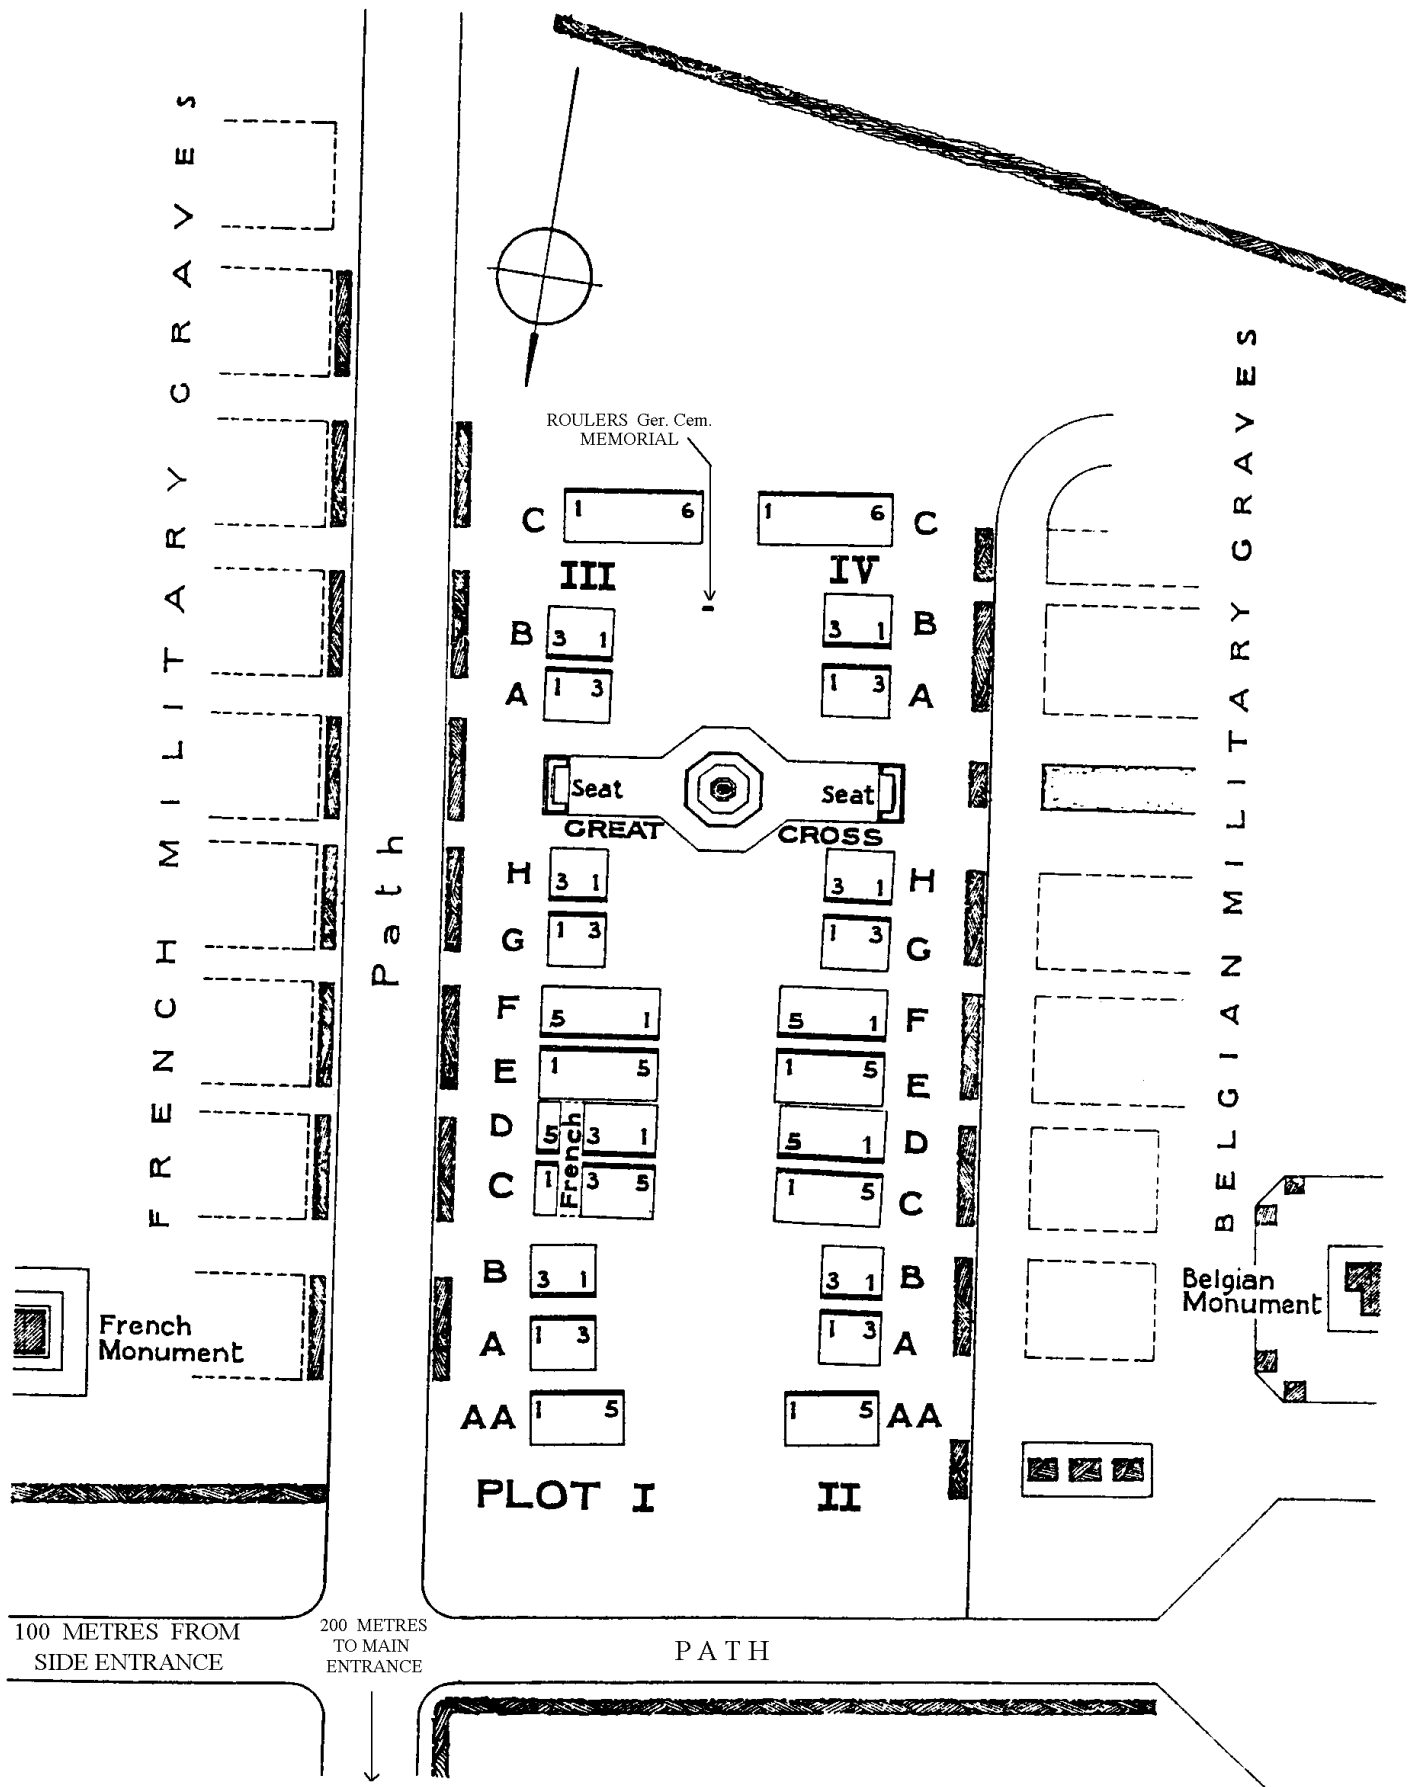 FRENCH MILITARY GRAVES
Path
ROULERS Ger. Cem.
MEMORIAL
BELGIAN MILITARY GRAVES
C 1 6 1 6 C
III IV
B 3 1 3 1 B
A 1 3 1 3 A
Seat Seat
GREAT CROSS
H 3 1 3 1 H
G 1 3 1 3 G
F 5 1 5 1 F
E 1 5 1 5 E
D 5 3 1 5 1 D
French
C 1 3 5 1 5 C
B 3 1 3 1 B
A 1 3 1 3 A
AA 1 5 1 5 AA
PLOT I II
French
Monument
Belgian
Monument
100 METRES FROM
SIDE ENTRANCE
200 METRES
TO MAIN
ENTRANCE
PATH